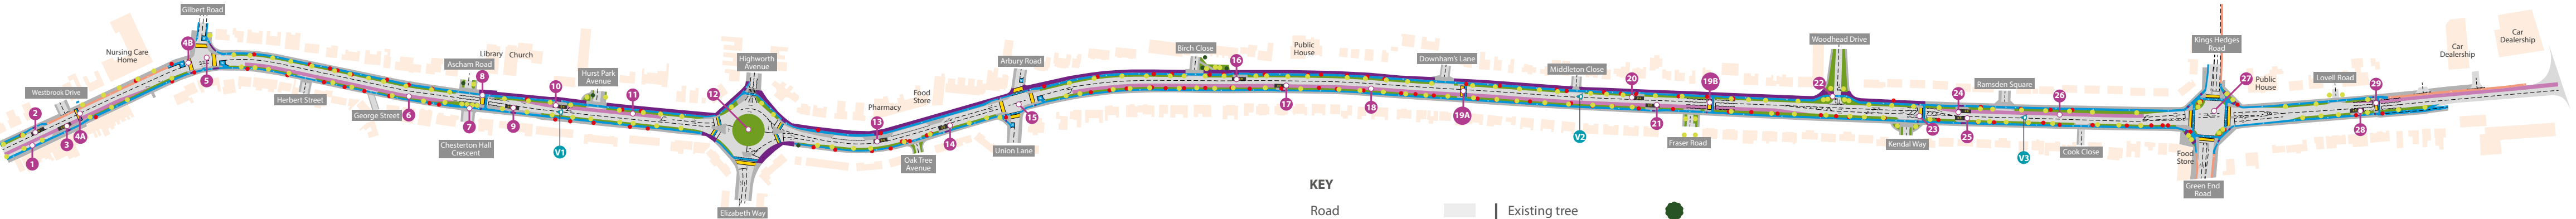 Gilbert Road
4B
Nursing Care
Home
5
Westbrook Drive
2
1
3
4A
Herbert Street
George Street
6
Library
Church
Ascham Road
8
7
Chesterton Hall
Crescent
9
10
V1
Hurst Park
Avenue
11
Highworth
Avenue
12
Elizabeth Way
Pharmacy
13
Food
Store
Oak Tree
Avenue
14
Arbury Road
15
Union Lane
Birch Close
16
Public
House
17
18
Downham's Lane
19A
Middleton Close
V2
20
21
19B
Fraser Road
Woodhead Drive
22
Kendal Way
23
24
25
Ramsden Square
V3
26
Cook Close
Kings Hedges
Road
27
Public
House
Food
Store
Green End
Road
Lovell Road
29
28
Car
Dealership
Car
Dealership
KEY
Road
Existing tree